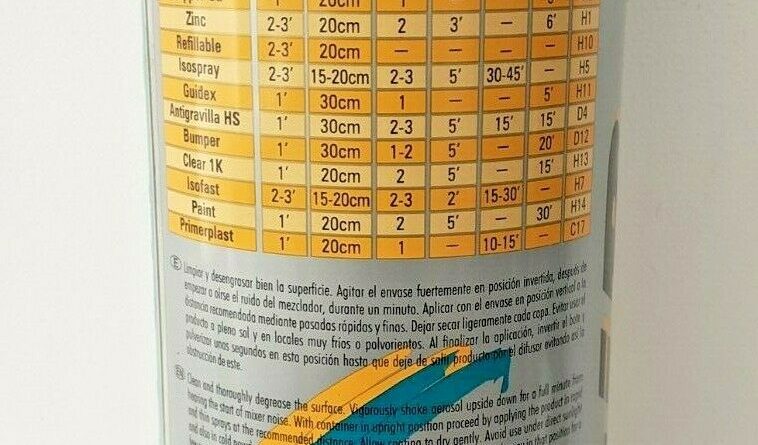 Zinc 2-3' 20cm 2 3' — 6' H1
Refillable 2-3' 20cm — — — — H10
Isospray 2-3' 15-20cm 2-3 5' 30-45' — H5
Guidex 1' 30cm 1 — — 5' H11
Antigravilla HS 1' 30cm 2-3 5' 15' 15' D4
Bumper 1' 30cm 1-2 5' — 20' D12
Clear 1K 1' 20cm 2 5' — 15' H13
Isofast 2-3' 15-20cm 2-3 2' 15-30' — H7
Paint 1' 20cm 2 5' — 30' H14
Primerplast 1' 20cm 1 — 10-15' — C17
E Limpiar y desengrasar bien la superficie. Agitar el envase fuertemente en posición invertida, después de
empezar a oirse el ruido del mezclador, durante un minuto. Aplicar con el envase en posición vertical a la
distancia recomendada mediante pasadas rápidas y finas. Dejar secar ligeramente cada capa. Evitar usar el
producto a pleno sol y en locales muy fríos o polvorientos. Al finalizar la aplicación, invertir el bote y
pulverizar unos segundos en esta posición hasta que deje de salir producto por el difusor evitando así la
obstrucción de este.
EN Clean and thoroughly degrease the surface. Vigorously shake aerosol upside down for a full minute from
hearing the start of mixer noise. With container in upright position proceed by applying the product in rapid
and thin sprays at the recommended distance. Allow coating to dry gently. Avoid use under direct sunlight
and also in cold